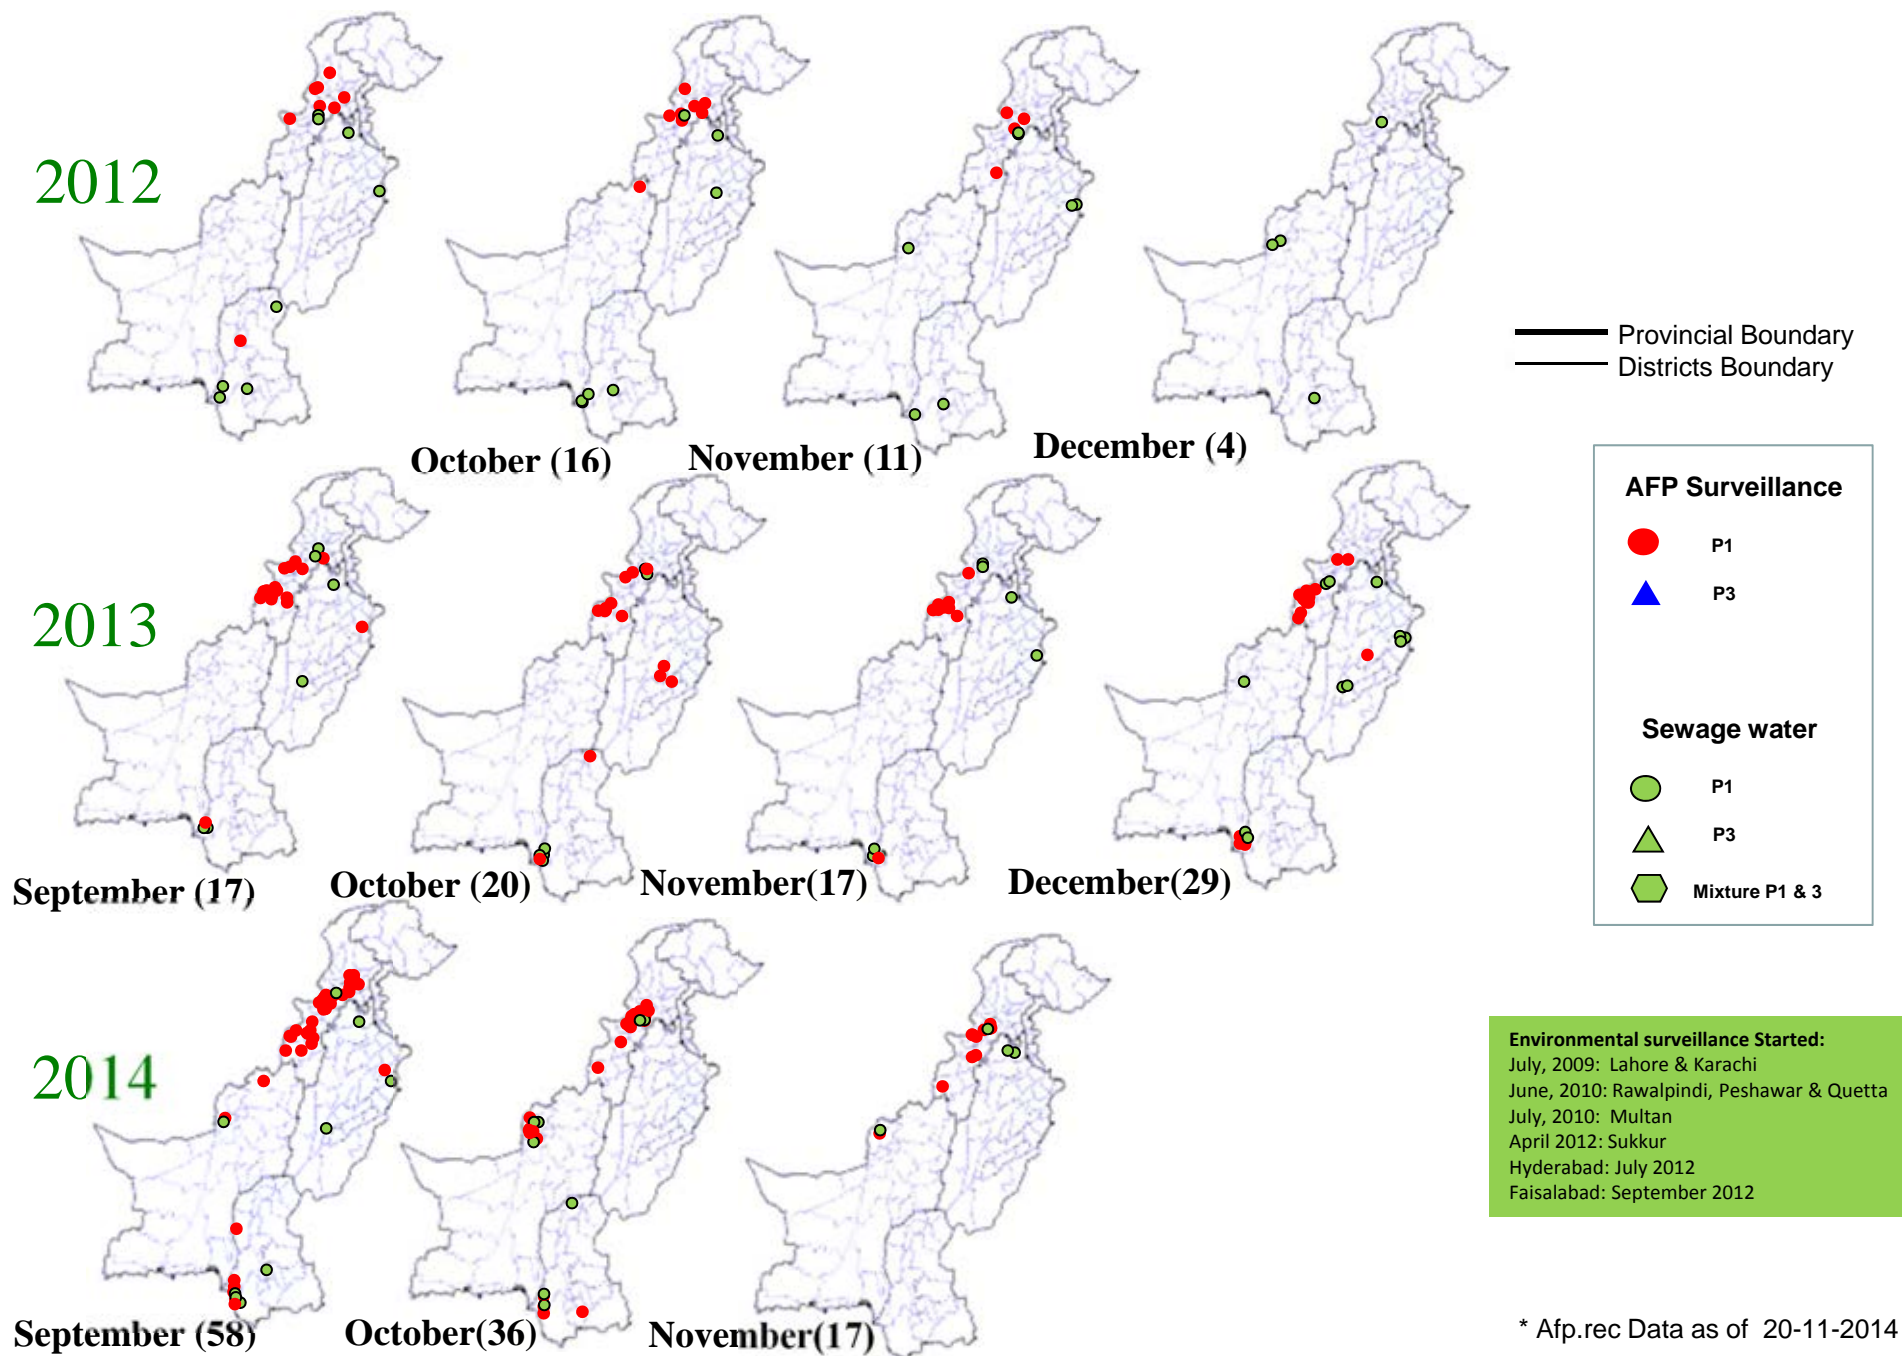 2012
October (16)
November (11)
December (4)
Provincial Boundary
Districts Boundary
AFP Surveillance
P1
P3
Sewage water
P1
P3
Mixture P1 & 3
2013
September (17)
October (20)
November(17)
December(29)
2014
September (58)
October(36)
November(17)
Environmental surveillance Started:
July, 2009: Lahore & Karachi
June, 2010: Rawalpindi, Peshawar & Quetta
July, 2010: Multan
April 2012: Sukkur
Hyderabad: July 2012
Faisalabad: September 2012
* Afp.rec Data as of 20-11-2014